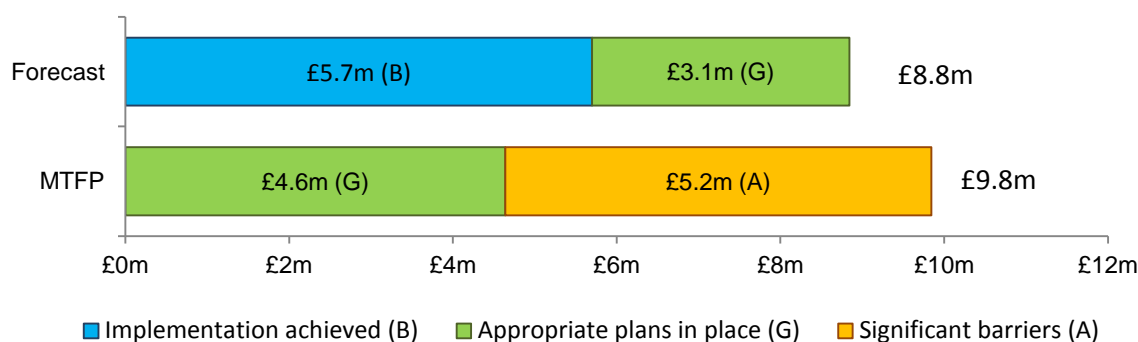 Forecast £5.7m (B) £3.1m (G) £8.8m
MTFP £4.6m (G) £5.2m (A) £9.8m
£0m £2m £4m £6m £8m £10m £12m
Implementation achieved (B) Appropriate plans in place (G) Significant barriers (A)